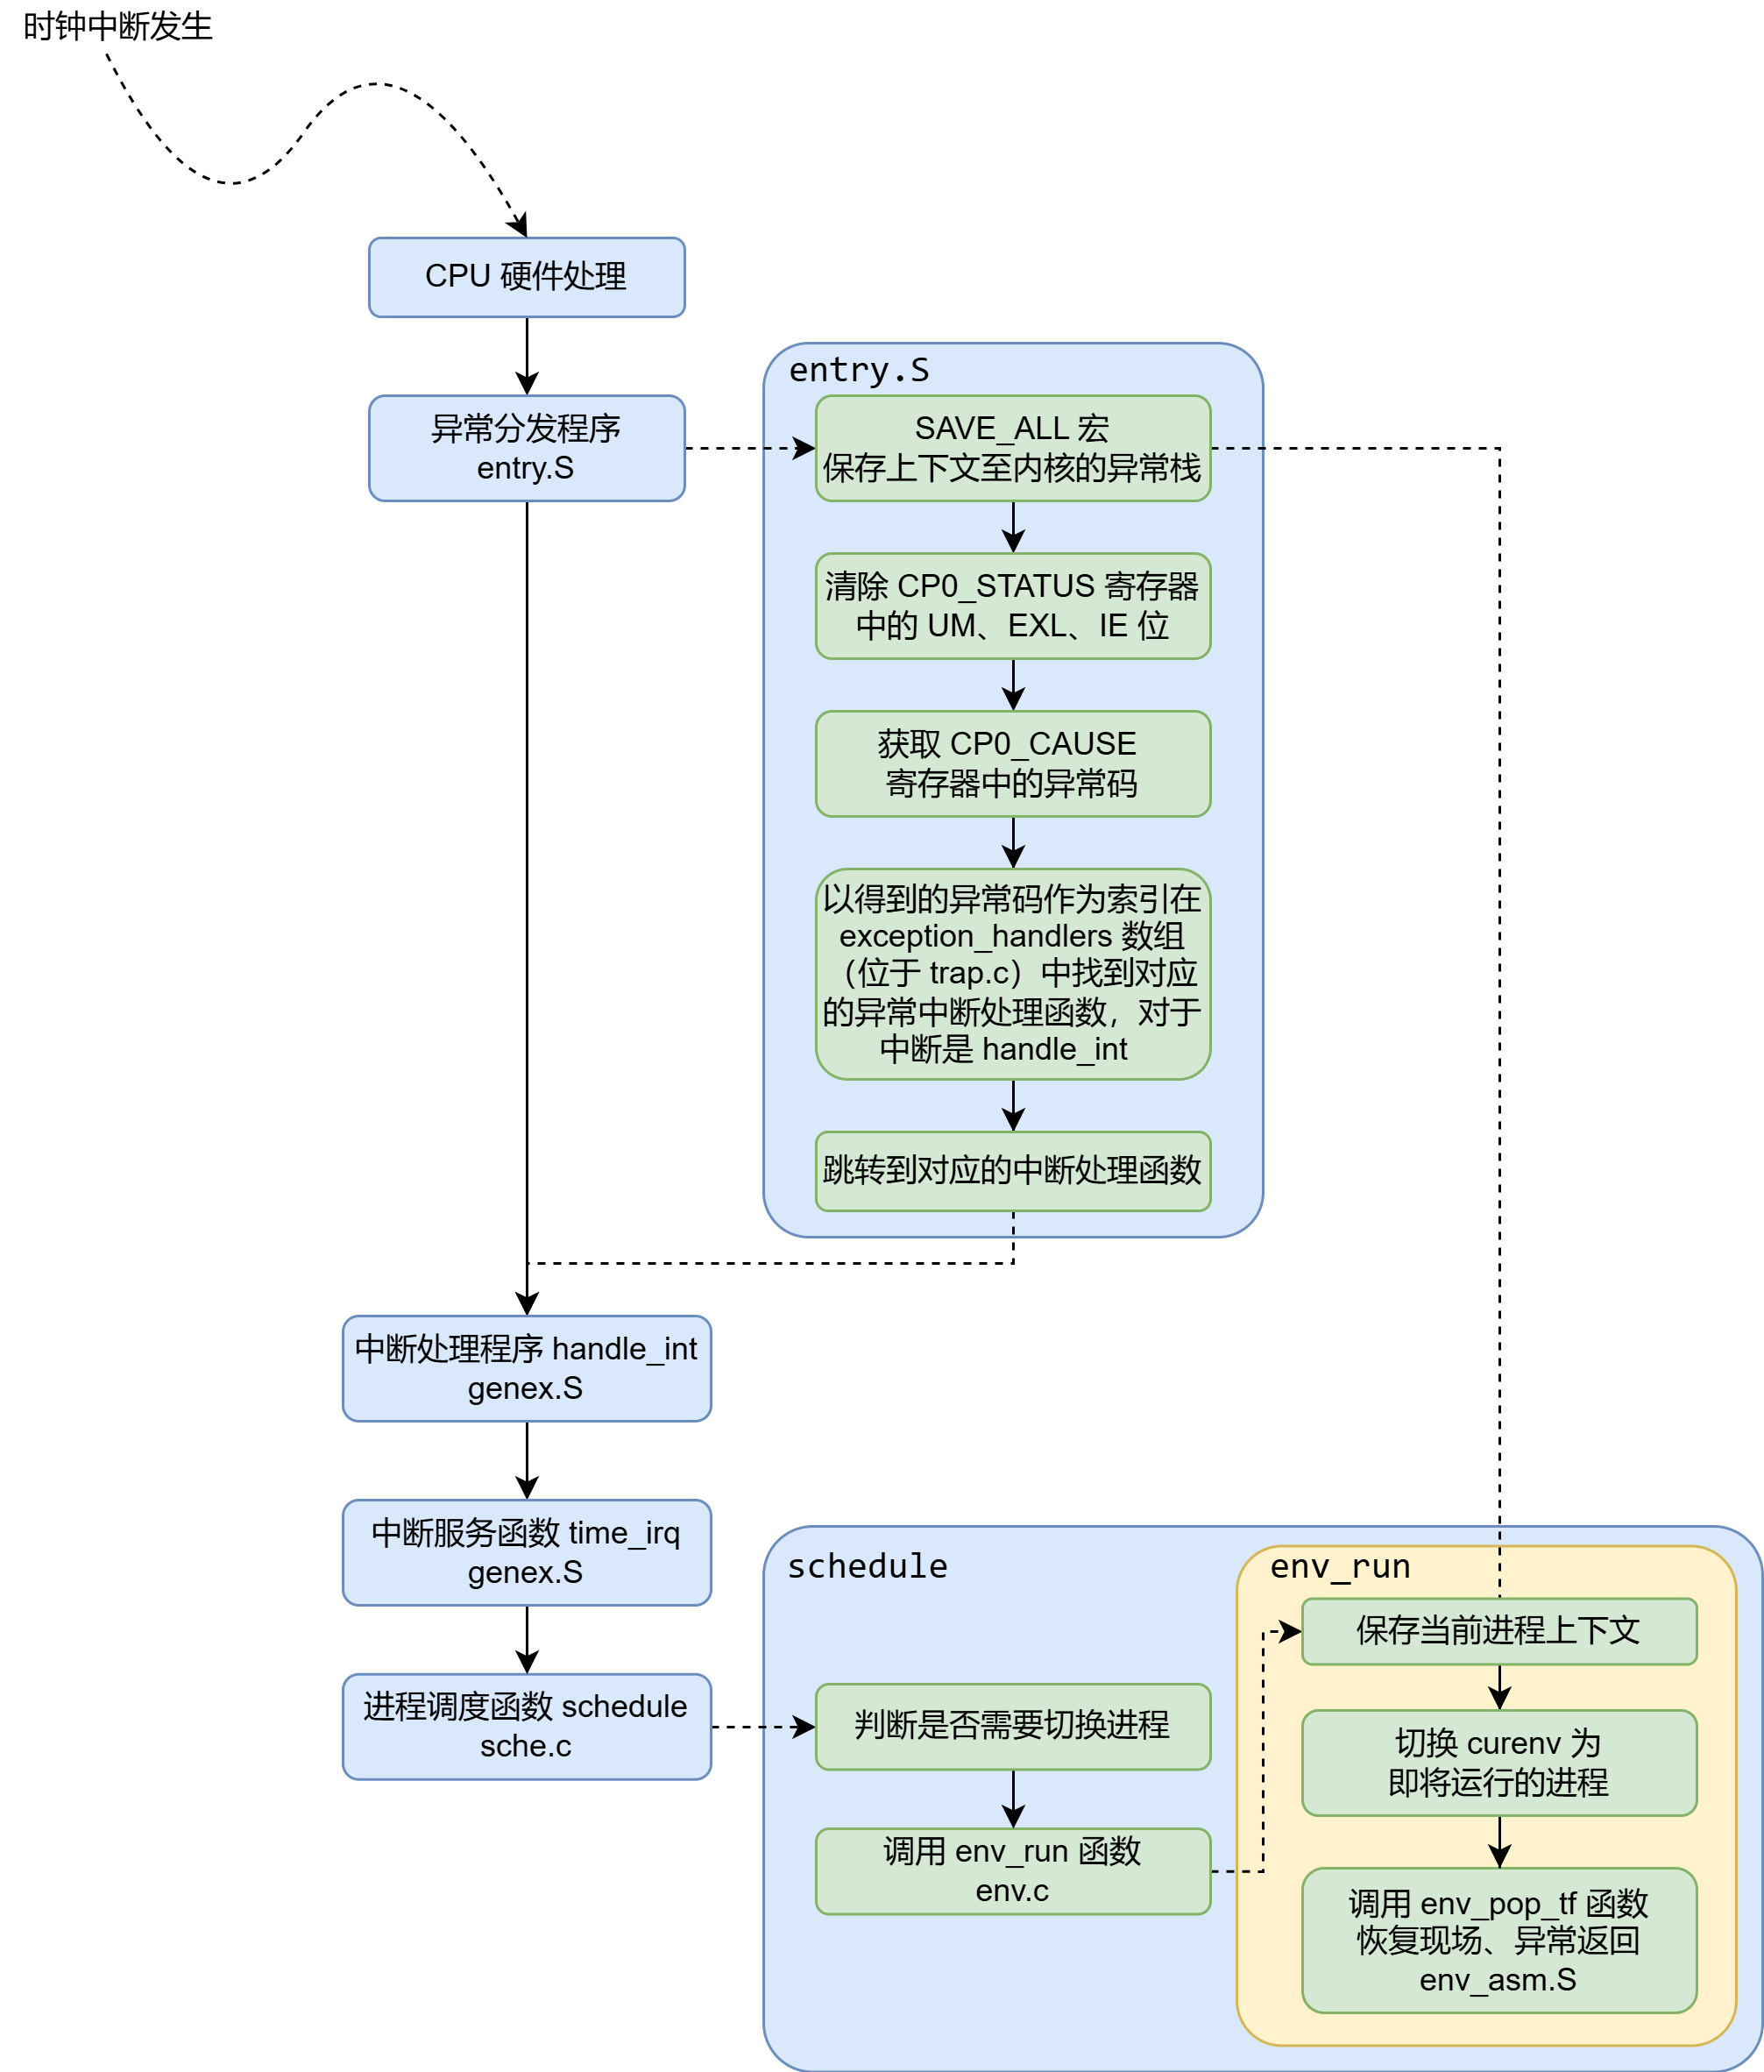 时钟中断发生
CPU 硬件处理
异常分发程序
entry.S
entry.S
SAVE_ALL 宏
保存上下文至内核的异常栈
清除 CP0_STATUS 寄存器
中的 UM、EXL、IE 位
获取 CP0_CAUSE
寄存器中的异常码
以得到的异常码作为索引在
exception_handlers 数组
（位于 trap.c）中找到对应
的异常中断处理函数，对于
中断是 handle_int
跳转到对应的中断处理函数
中断处理程序 handle_int
genex.S
中断服务函数 time_irq
genex.S
进程调度函数 schedule
sche.c
schedule
判断是否需要切换进程
调用 env_run 函数
env.c
env_run
保存当前进程上下文
切换 curenv 为
即将运行的进程
调用 env_pop_tf 函数
恢复现场、异常返回
env_asm.S